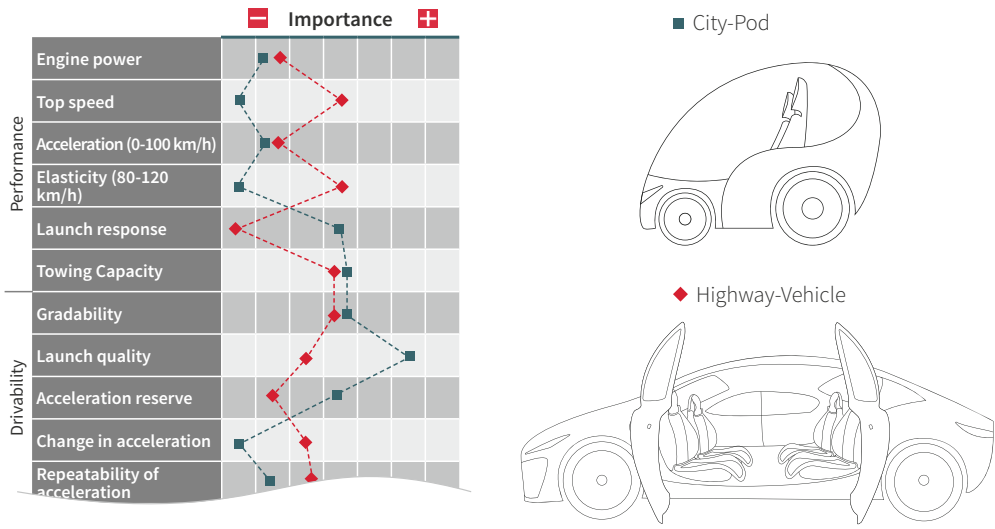 Importance
Performance
Engine power
Top speed
Acceleration (0-100 km/h)
Elasticity (80-120
km/h)
Launch response
Towing Capacity
Drivability
Gradability
Launch quality
Acceleration reserve
Change in acceleration
Repeatability of
acceleration
City-Pod
Highway-Vehicle